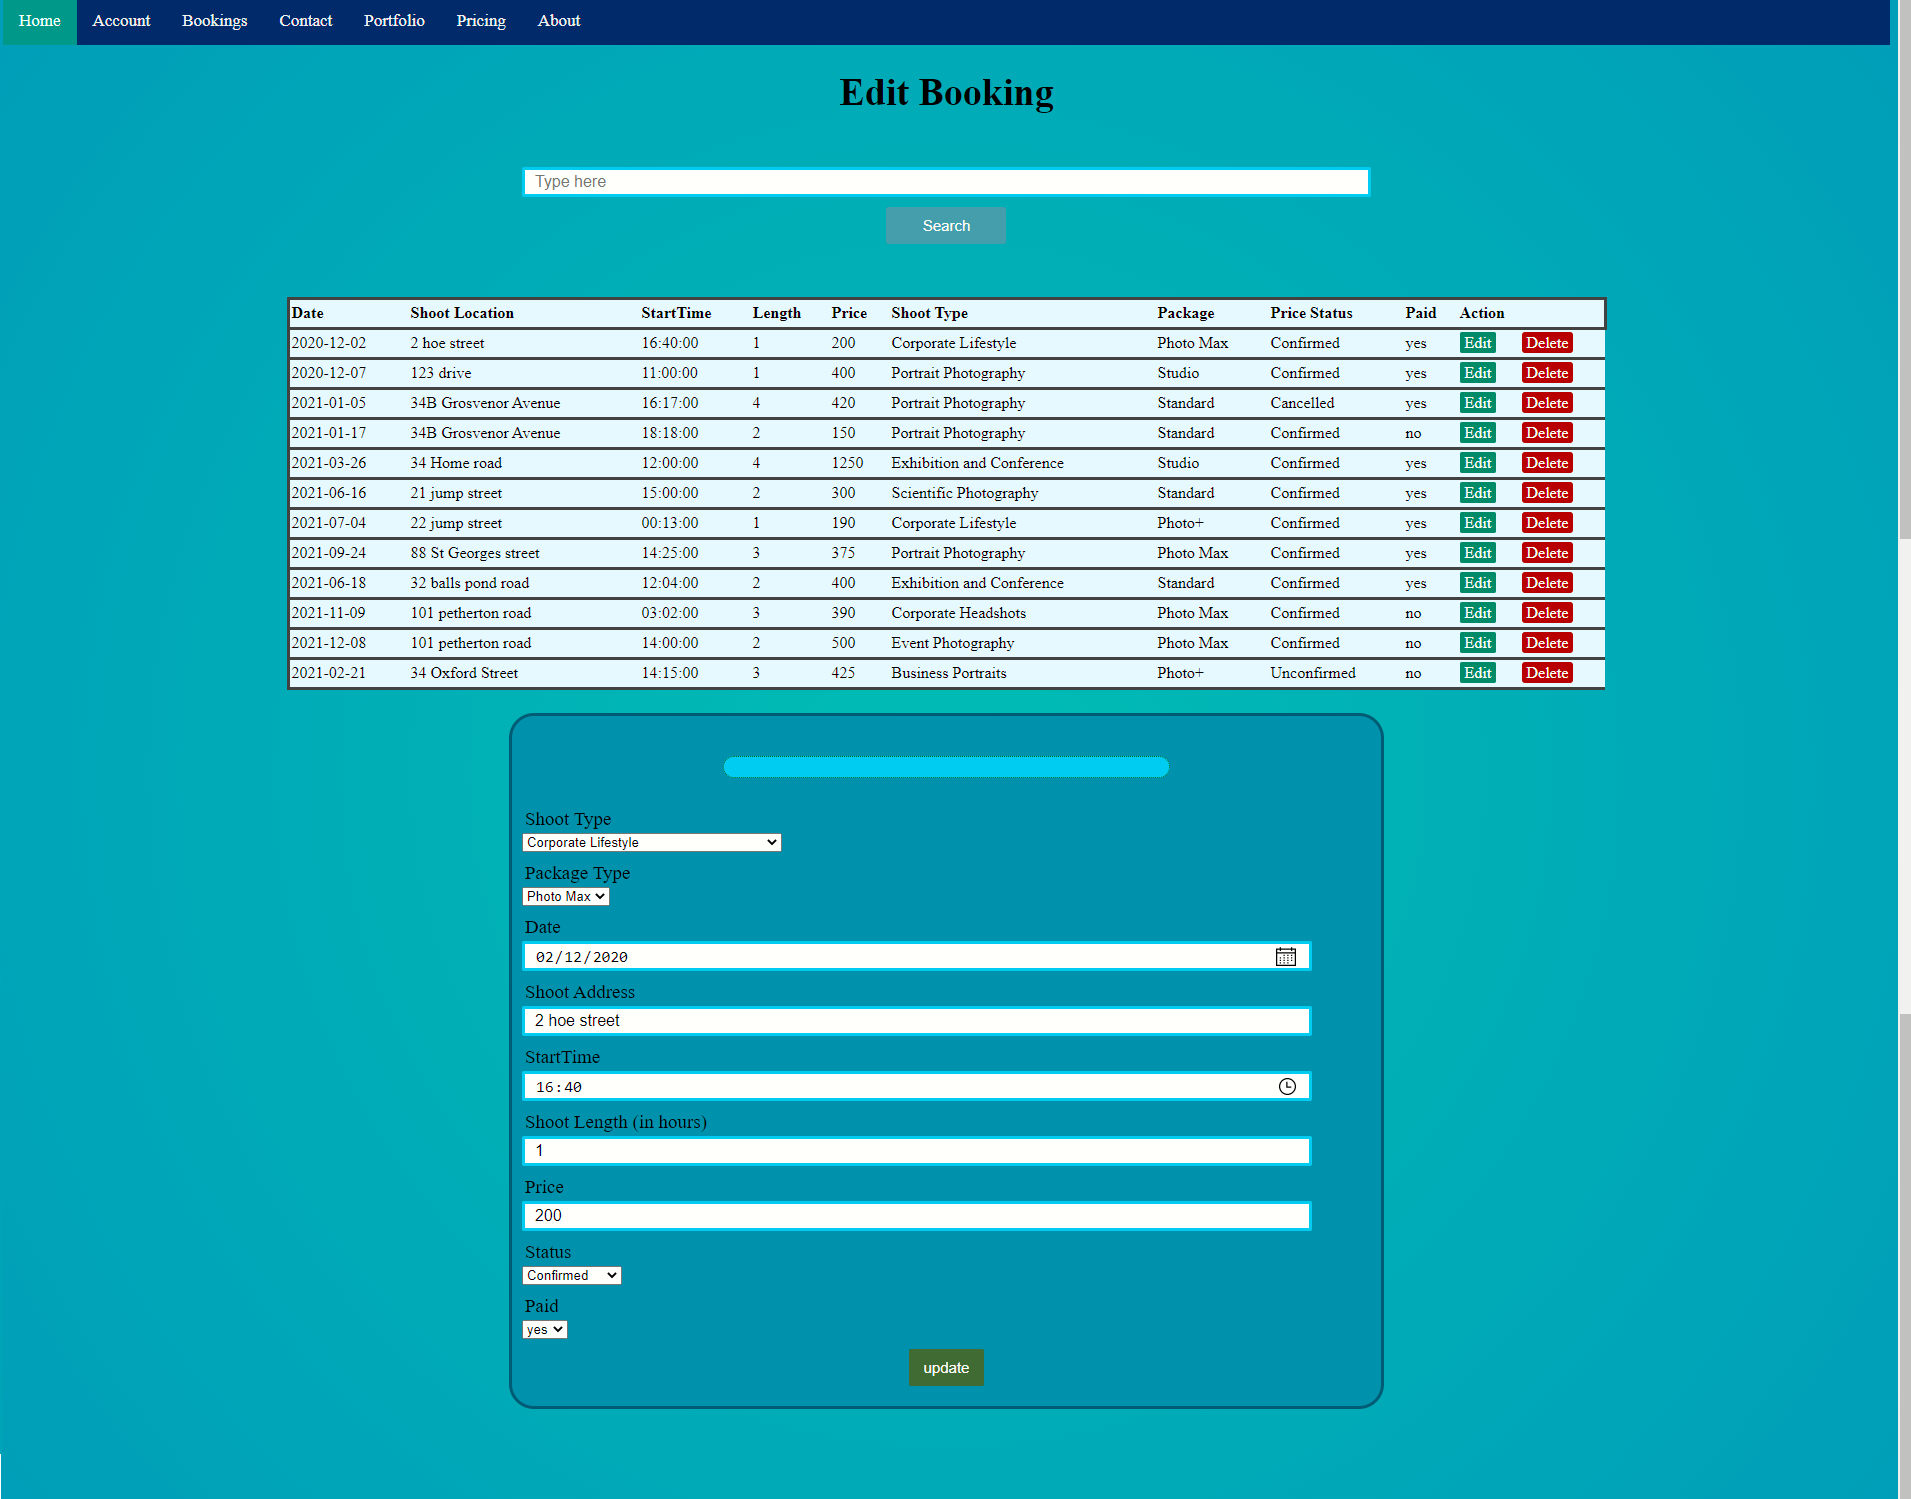 Home Account Bookings Contact Portfolio Pricing About
Edit Booking
Type here
Search
Date Shoot Location StartTime Length Price Shoot Type Package Price Status Paid Action
2020-12-02 2 hoe street 16:40:00 1 200 Corporate Lifestyle Photo Max Confirmed yes Edit Delete
2020-12-07 123 drive 11:00:00 1 400 Portrait Photography Studio Confirmed yes Edit Delete
2021-01-05 34B Grosvenor Avenue 16:17:00 4 420 Portrait Photography Standard Cancelled yes Edit Delete
2021-01-17 34B Grosvenor Avenue 18:18:00 2 150 Portrait Photography Standard Confirmed no Edit Delete
2021-03-26 34 Home road 12:00:00 4 1250 Exhibition and Conference Studio Confirmed yes Edit Delete
2021-06-16 21 jump street 15:00:00 2 300 Scientific Photography Standard Confirmed yes Edit Delete
2021-07-04 22 jump street 00:13:00 1 190 Corporate Lifestyle Photo+ Confirmed yes Edit Delete
2021-09-24 88 St Georges street 14:25:00 3 375 Portrait Photography Photo Max Confirmed yes Edit Delete
2021-06-18 32 balls pond road 12:04:00 2 400 Exhibition and Conference Standard Confirmed yes Edit Delete
2021-11-09 101 petherton road 03:02:00 3 390 Corporate Headshots Photo Max Confirmed no Edit Delete
2021-12-08 101 petherton road 14:00:00 2 500 Event Photography Photo Max Confirmed no Edit Delete
2021-02-21 34 Oxford Street 14:15:00 3 425 Business Portraits Photo+ Unconfirmed no Edit Delete
Shoot Type
Corporate Lifestyle
Package Type
Photo Max
Date
02/12/2020
Shoot Address
2 hoe street
StartTime
16:40
Shoot Length (in hours)
1
Price
200
Status
Confirmed
Paid
yes
update